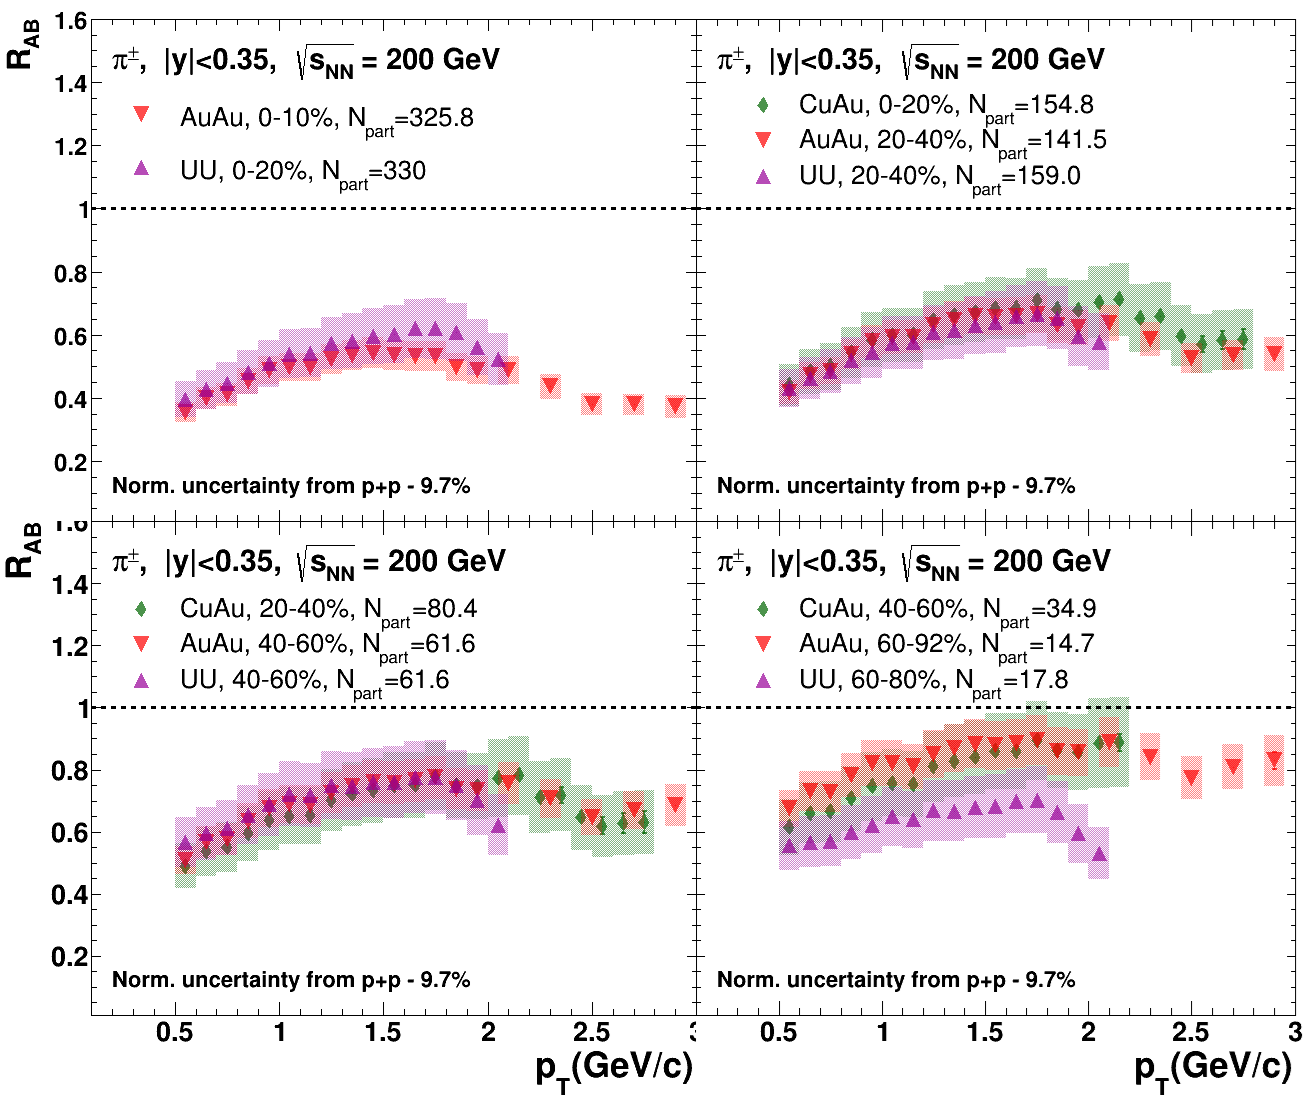 R_AB
1.6
1.4
1.2
1
0.8
0.6
0.4
0.2
π±, |y|<0.35, √s_NN = 200 GeV
AuAu, 0-10%, N_part=325.8
UU, 0-20%, N_part=330
Norm. uncertainty from p+p - 9.7%
π±, |y|<0.35, √s_NN = 200 GeV
CuAu, 0-20%, N_part=154.8
AuAu, 20-40%, N_part=141.5
UU, 20-40%, N_part=159.0
Norm. uncertainty from p+p - 9.7%
R_AB
1.6
1.4
1.2
1
0.8
0.6
0.4
0.2
π±, |y|<0.35, √s_NN = 200 GeV
CuAu, 20-40%, N_part=80.4
AuAu, 40-60%, N_part=61.6
UU, 40-60%, N_part=61.6
Norm. uncertainty from p+p - 9.7%
0.5 1 1.5 2 2.5
p_T(GeV/c)
π±, |y|<0.35, √s_NN = 200 GeV
CuAu, 40-60%, N_part=34.9
AuAu, 60-92%, N_part=14.7
UU, 60-80%, N_part=17.8
Norm. uncertainty from p+p - 9.7%
0.5 1 1.5 2 2.5 3
p_T(GeV/c)